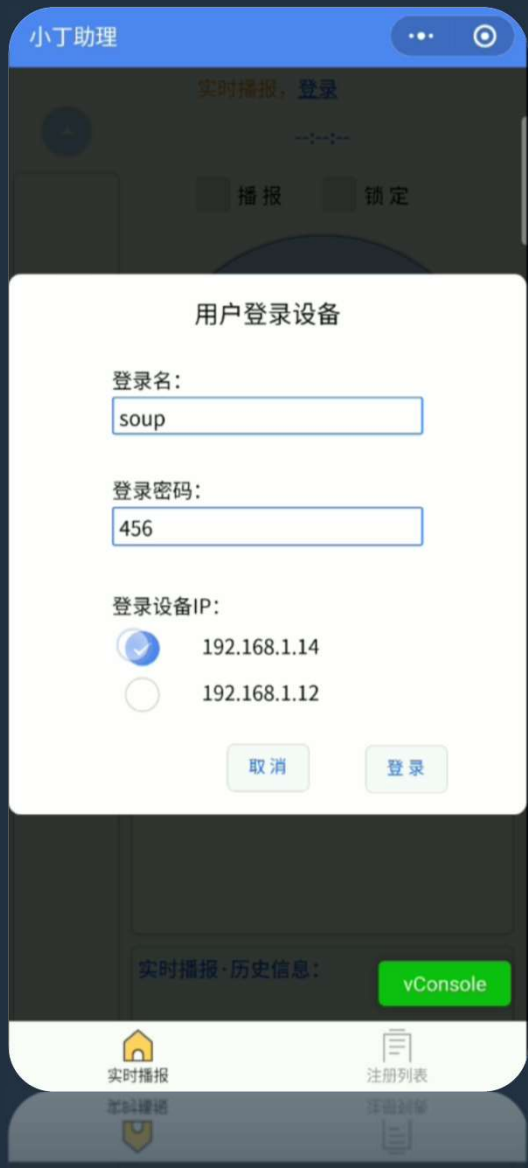 小丁助理
实时播报，登录
--:--:--
播报 锁定
用户登录设备
登录名：
soup
登录密码：
456
登录设备IP：
192.168.1.14
192.168.1.12
取消 登录
实时播报·历史信息：
vConsole
实时播报 注册列表